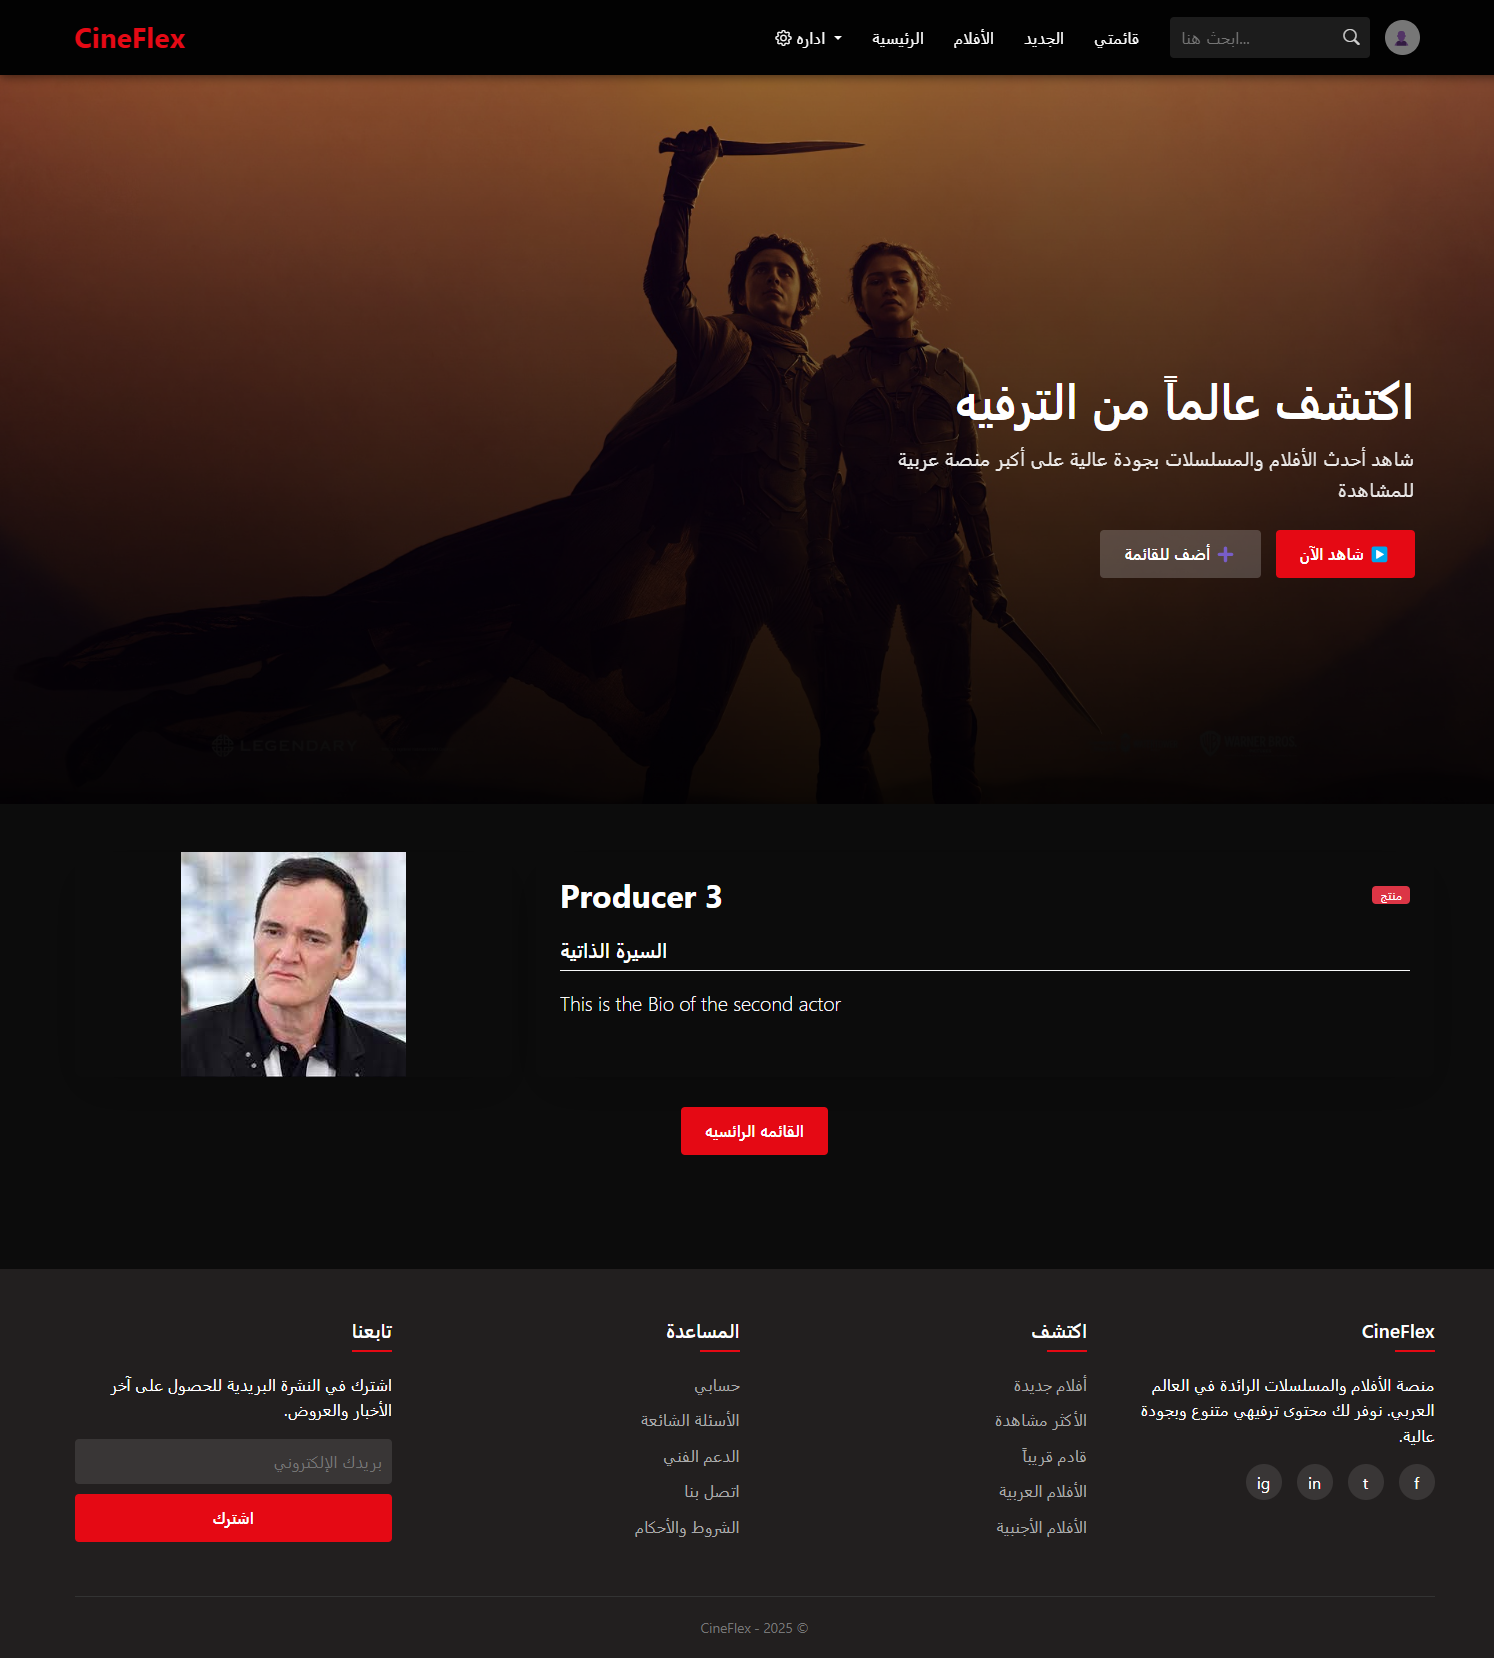 CineFlex
اداره
الرئيسية
الأفلام
الجديد
قائمتي
ابحث هنا...
اكتشف عالماً من الترفيه
شاهد أحدث الأفلام والمسلسلات بجودة عالية على أكبر منصة عربية
للمشاهدة
شاهد الآن
أضف للقائمة
LEGENDARY
Producer 3
منتج
السيرة الذاتية
This is the Bio of the second actor
القائمه الرائسيه
CineFlex
منصة الأفلام والمسلسلات الرائدة في العالم
العربي. نوفر لك محتوى ترفيهي متنوع وبجودة
عالية.
f
t
in
ig
اكتشف
أفلام جديدة
الأكثر مشاهدة
قادم قريباً
الأفلام العربية
الأفلام الأجنبية
المساعدة
حسابي
الأسئلة الشائعة
الدعم الفني
اتصل بنا
الشروط والأحكام
تابعنا
اشترك في النشرة البريدية للحصول على آخر
الأخبار والعروض.
بريدك الإلكتروني
اشترك
CineFlex - 2025 ©